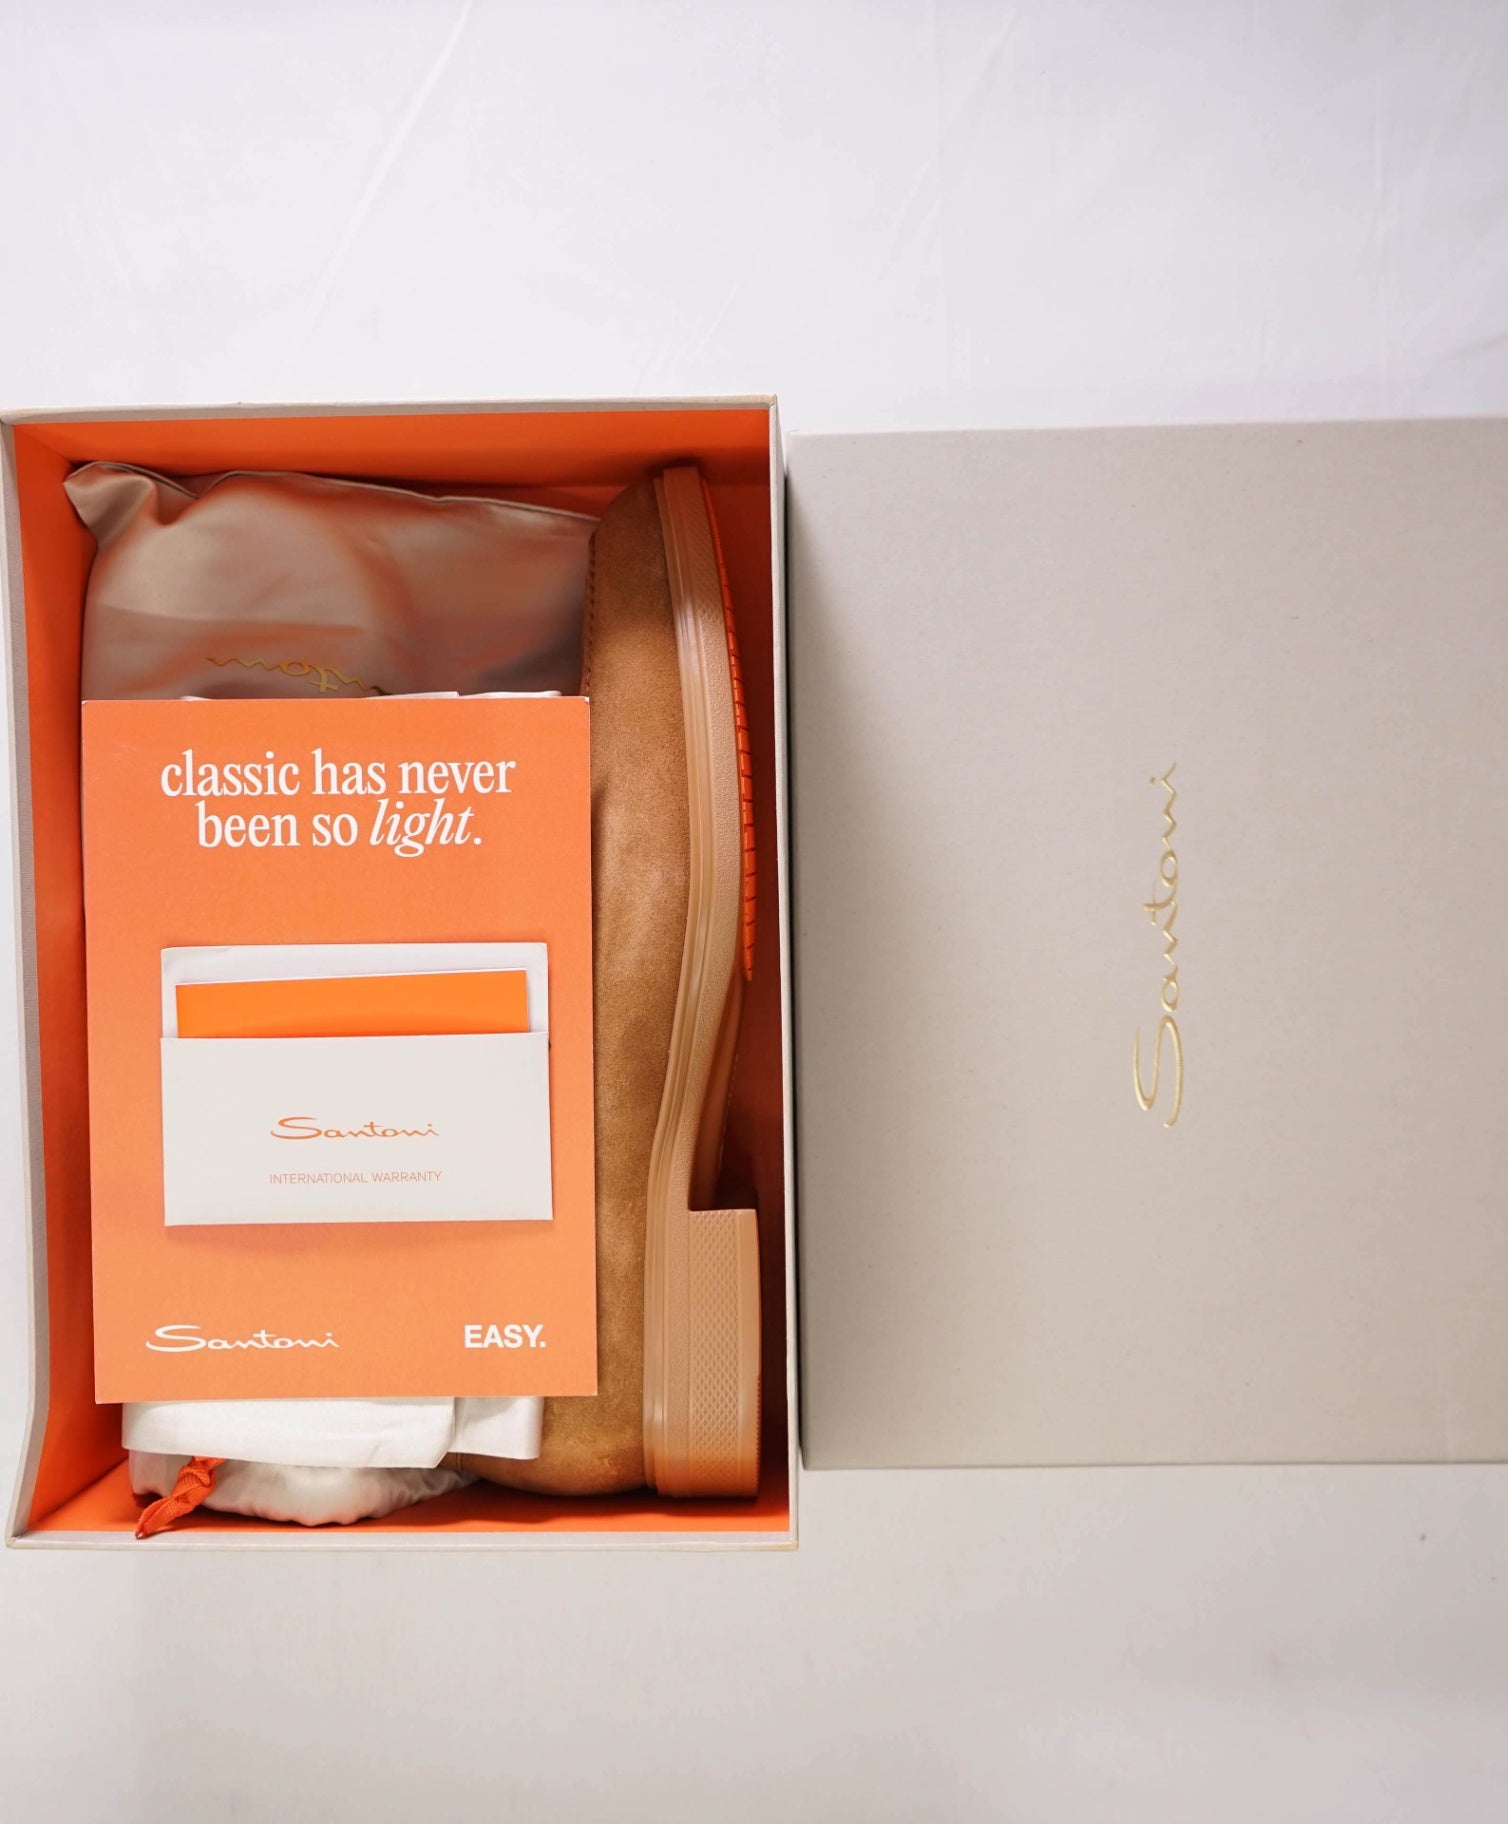 classic has never
been so light.
Santoni
INTERNATIONAL WARRANTY
Santoni
EASY.
Santoni